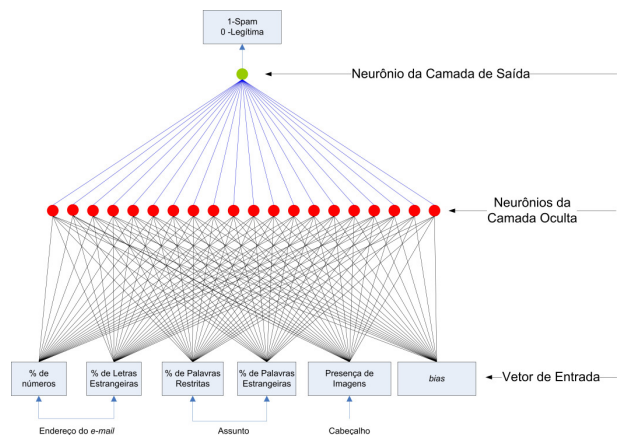 1-Spam
0 -Legítima
Neurônio da Camada de Saída
Neurônios da
Camada Oculta
% de
números
% de Letras
Estrangeiras
% de Palavras
Restritas
% de Palavras
Estrangeiras
Presença de
Imagens
bias
Vetor de Entrada
Endereço do e-mail
Assunto
Cabeçalho